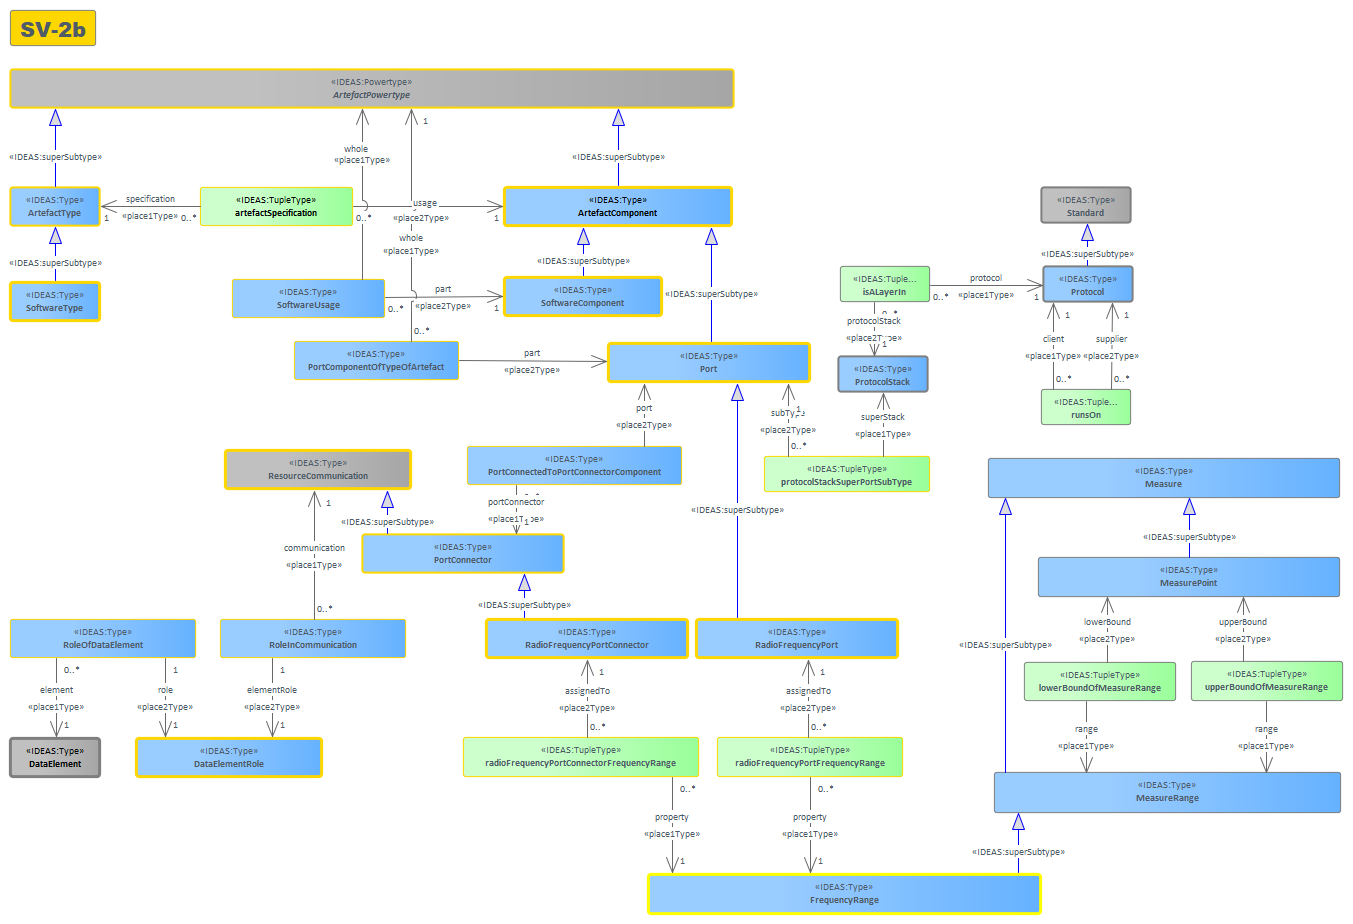 SV-2b
«IDEAS:Powertype»
ArtefactPowertype
1
whole
«place1Type»
«IDEAS:superSubtype»
«IDEAS:superSubtype»
«IDEAS:Type»
ArtefactType
specification
1
«place1Type»
0..*
«IDEAS:TupleType»
artefactSpecification
usage
0..*
«place2Type»
1
«IDEAS:Type»
ArtefactComponent
«IDEAS:Type»
Standard
whole
«place1Type»
«IDEAS:superSubtype»
«IDEAS:superSubtype»
«IDEAS:superSubtype»
«IDEAS:Type»
SoftwareType
«IDEAS:Type»
SoftwareUsage
part
0..*
«place2Type»
1
«IDEAS:Type»
SoftwareComponent
«IDEAS:superSubtype»
«IDEAS:Tuple...
isALayerIn
protocol
0..*
«place1Type»
1
«IDEAS:Type»
Protocol
0..*
0..*
protocolStack
«place2Type»
1
1
1
client
«place1Type»
supplier
«place2Type»
0..*
0..*
«IDEAS:Type»
PortComponentOfTypeOfArtefact
part
«place2Type»
«IDEAS:Type»
Port
«IDEAS:Type»
ProtocolStack
«IDEAS:Tuple...
runsOn
port
«place2Type»
1
«place2Type»
0..*
superStack
«place1Type»
«IDEAS:Type»
ResourceCommunication
«IDEAS:Type»
PortConnectedToPortConnectorComponent
«IDEAS:TupleType»
protocolStackSuperPortSubType
«IDEAS:Type»
Measure
1
portConnector
«place1Type»
1
«IDEAS:superSubtype»
«IDEAS:superSubtype»
«IDEAS:superSubtype»
communication
«place1Type»
0..*
«IDEAS:Type»
PortConnector
«IDEAS:Type»
MeasurePoint
«IDEAS:superSubtype»
lowerBound
«place2Type»
upperBound
«place2Type»
«IDEAS:Type»
RoleOfDataElement
«IDEAS:Type»
RoleInCommunication
«IDEAS:Type»
RadioFrequencyPortConnector
«IDEAS:Type»
RadioFrequencyPort
«IDEAS:superSubtype»
0..*
element
«place1Type»
1
1
role
«place2Type»
1
1
elementRole
«place2Type»
1
1
assignedTo
«place2Type»
0..*
1
assignedTo
«place2Type»
0..*
«IDEAS:TupleType»
lowerBoundOfMeasureRange
«IDEAS:TupleType»
upperBoundOfMeasureRange
range
«place1Type»
range
«place1Type»
«IDEAS:Type»
DataElement
«IDEAS:Type»
DataElementRole
«IDEAS:TupleType»
radioFrequencyPortConnectorFrequencyRange
«IDEAS:TupleType»
radioFrequencyPortFrequencyRange
«IDEAS:Type»
MeasureRange
0..*
property
«place1Type»
1
0..*
property
«place1Type»
1
«IDEAS:superSubtype»
«IDEAS:Type»
FrequencyRange